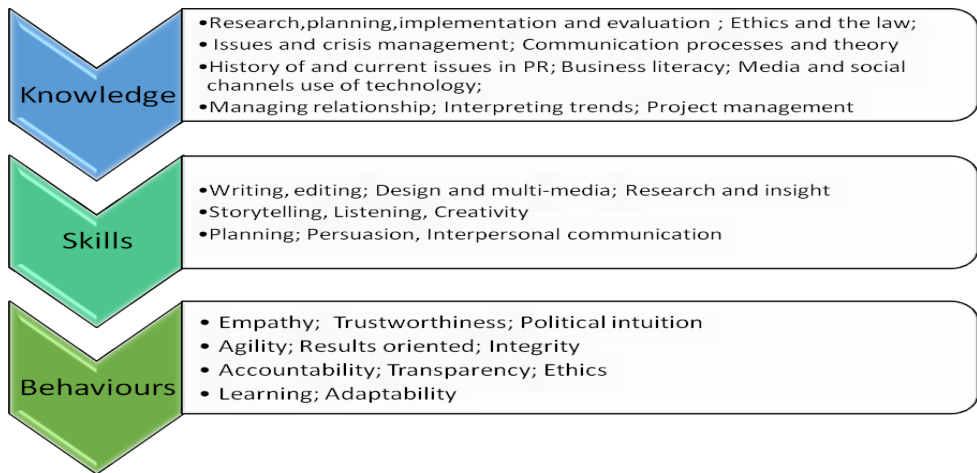 Knowledge
•Research,planning,implementation and evaluation ; Ethics and the law;
• Issues and crisis management; Communication processes and theory
•History of and current issues in PR; Business literacy; Media and social
channels use of technology;
•Managing relationship; Interpreting trends; Project management
Skills
•Writing, editing; Design and multi-media; Research and insight
•Storytelling, Listening, Creativity
•Planning; Persuasion, Interpersonal communication
Behaviours
• Empathy; Trustworthiness; Political intuition
• Agility; Results oriented; Integrity
• Accountability; Transparency; Ethics
• Learning; Adaptability